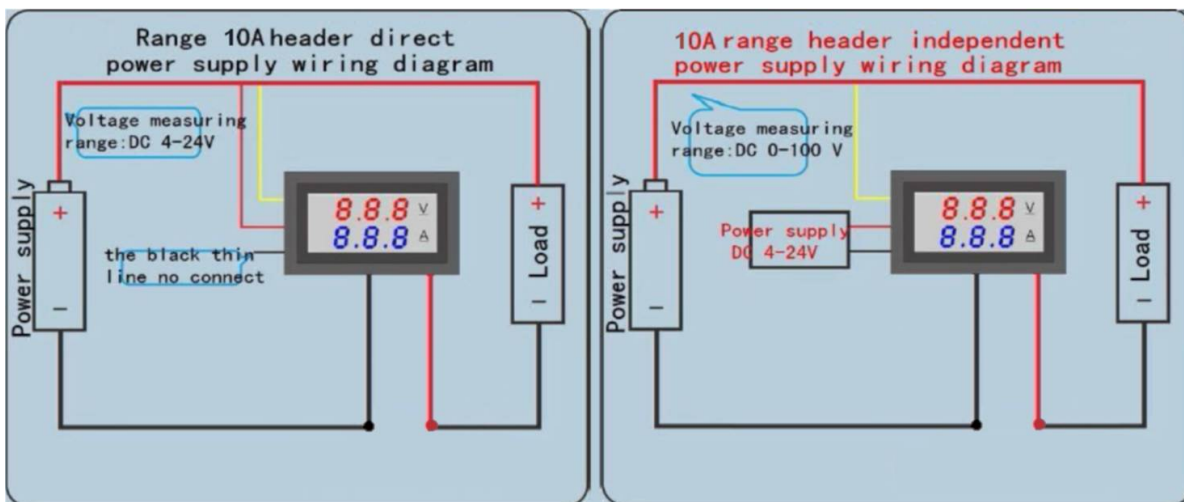 Range 10A header direct
power supply wiring diagram
Voltage measuring
range:DC 4-24V
Power supply
+
−
8.8.8 V
8.8.8 A
the black thin
line no connect
+
Load
−
10A range header independent
power supply wiring diagram
Voltage measuring
range:DC 0-100 V
Power supply
+
−
Power supply
DC 4-24V
8.8.8 V
8.8.8 A
+
Load
−